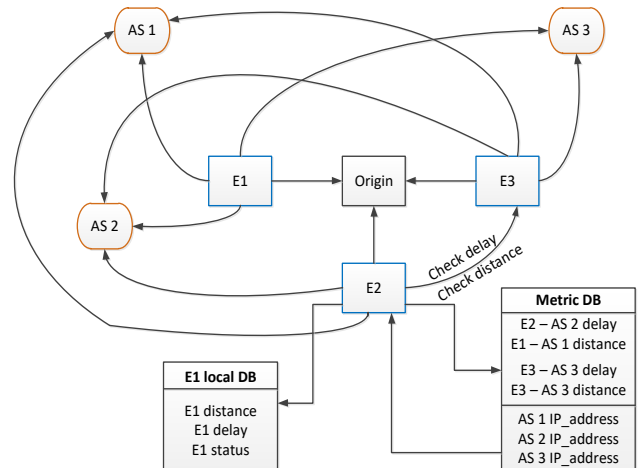 AS 1
AS 3
E1
Origin
E3
AS 2
Check delay
Check distance
E2
Metric DB
E2 – AS 2 delay
E1 – AS 1 distance
E3 – AS 3 delay
E3 – AS 3 distance
AS 1 IP_address
AS 2 IP_address
AS 3 IP_address
E1 local DB
E1 distance
E1 delay
E1 status